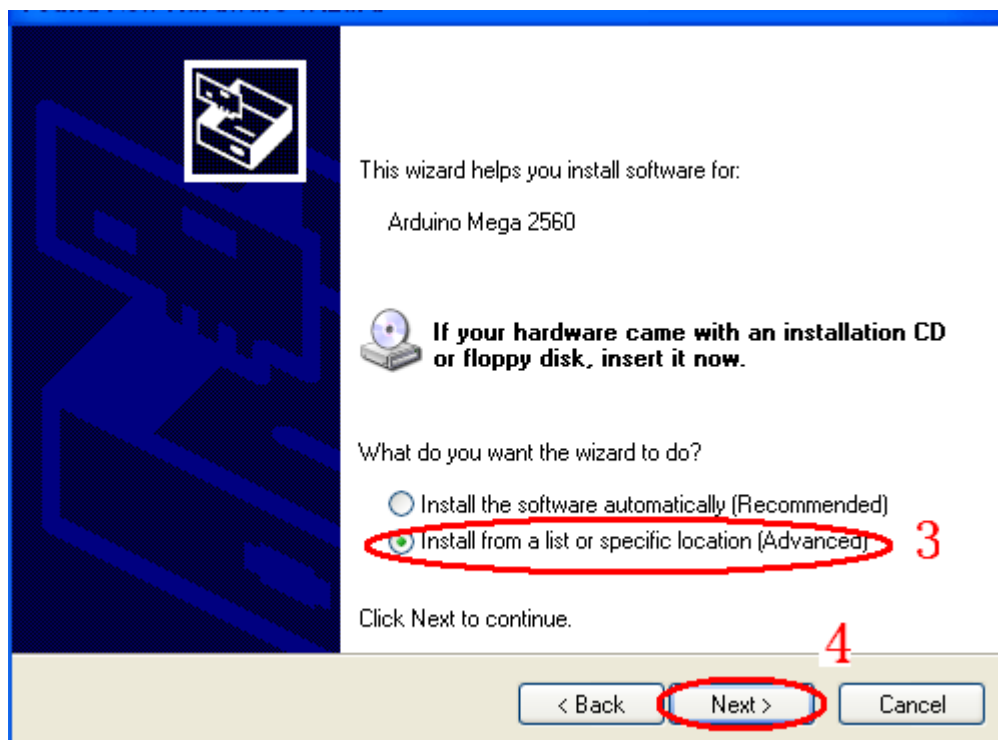 This wizard helps you install software for:
Arduino Mega 2560
If your hardware came with an installation CD
or floppy disk, insert it now.
What do you want the wizard to do?
Install the software automatically (Recommended)
Install from a list or specific location (Advanced) 3
Click Next to continue.
4
< Back Next > Cancel